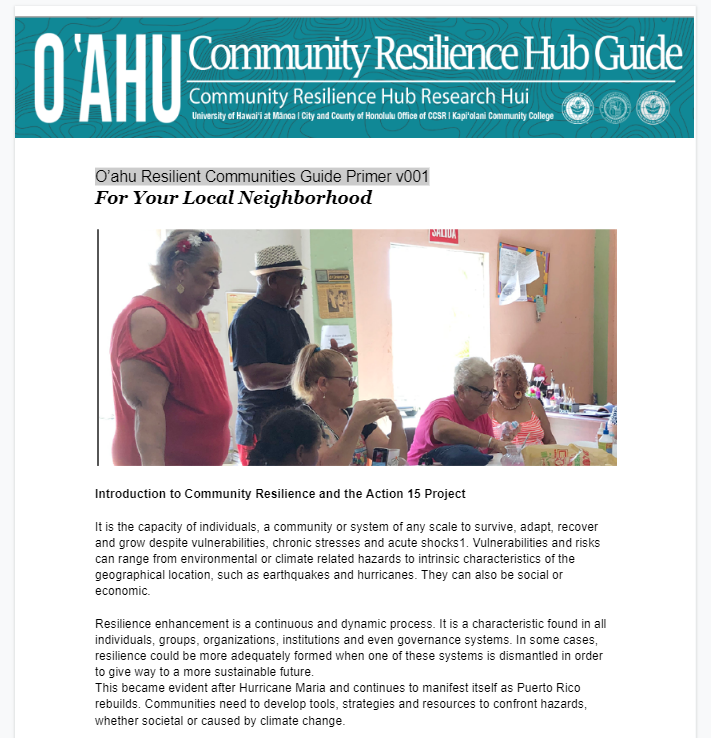 O‘AHU Community Resilience Hub Guide
Community Resilience Hub Research Hui
University of Hawai‘i at Mānoa I City and County of Honolulu Office of CCSR I Kapi‘olani Community College
O’ahu Resilient Communities Guide Primer v001
For Your Local Neighborhood
SALIDA
Introduction to Community Resilience and the Action 15 Project
It is the capacity of individuals, a community or system of any scale to survive, adapt, recover
and grow despite vulnerabilities, chronic stresses and acute shocks1. Vulnerabilities and risks
can range from environmental or climate related hazards to intrinsic characteristics of the
geographical location, such as earthquakes and hurricanes. They can also be social or
economic.
Resilience enhancement is a continuous and dynamic process. It is a characteristic found in all
individuals, groups, organizations, institutions and even governance systems. In some cases,
resilience could be more adequately formed when one of these systems is dismantled in order
to give way to a more sustainable future.
This became evident after Hurricane Maria and continues to manifest itself as Puerto Rico
rebuilds. Communities need to develop tools, strategies and resources to confront hazards,
whether societal or caused by climate change.